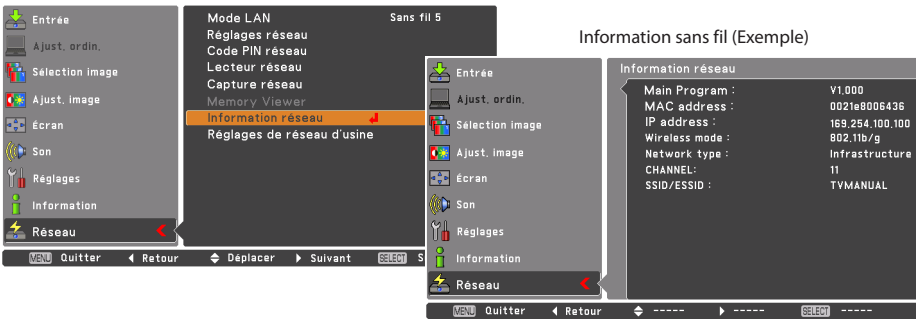 Entrée
Ajust. ordin.
Sélection image
Ajust. image
Écran
Son
Réglages
Information
Réseau
Mode LAN Sans fil 5
Réglages réseau
Code PIN réseau
Lecteur réseau
Capture réseau
Memory Viewer
Information réseau
Réglages de réseau d'usine
MENU Quitter Retour Déplacer Suivant SELECT S
Information sans fil (Exemple)
Entrée
Ajust. ordin.
Sélection image
Ajust. image
Écran
Son
Réglages
Information
Réseau
Information réseau
Main Program : V1.000
MAC address : 0021e8006436
IP address : 169.254.100.100
Wireless mode : 802.11b/g
Network type : Infrastructure
CHANNEL: 11
SSID/ESSID : TVMANUAL
MENU Quitter Retour ----- ----- SELECT -----